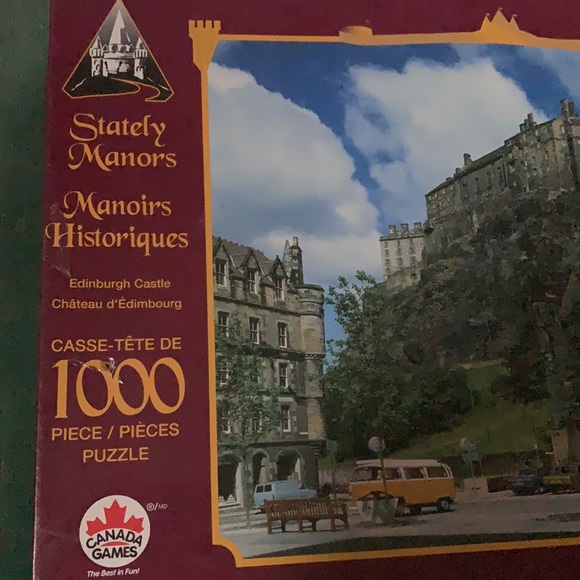 Stately
Manors
Manoirs
Historiques
Edinburgh Castle
Château d'Édimbourg
CASSE-TÊTE DE
1000
PIECE / PIÈCES
PUZZLE
®/MD
CANADA
GAMES
The Best in Fun!